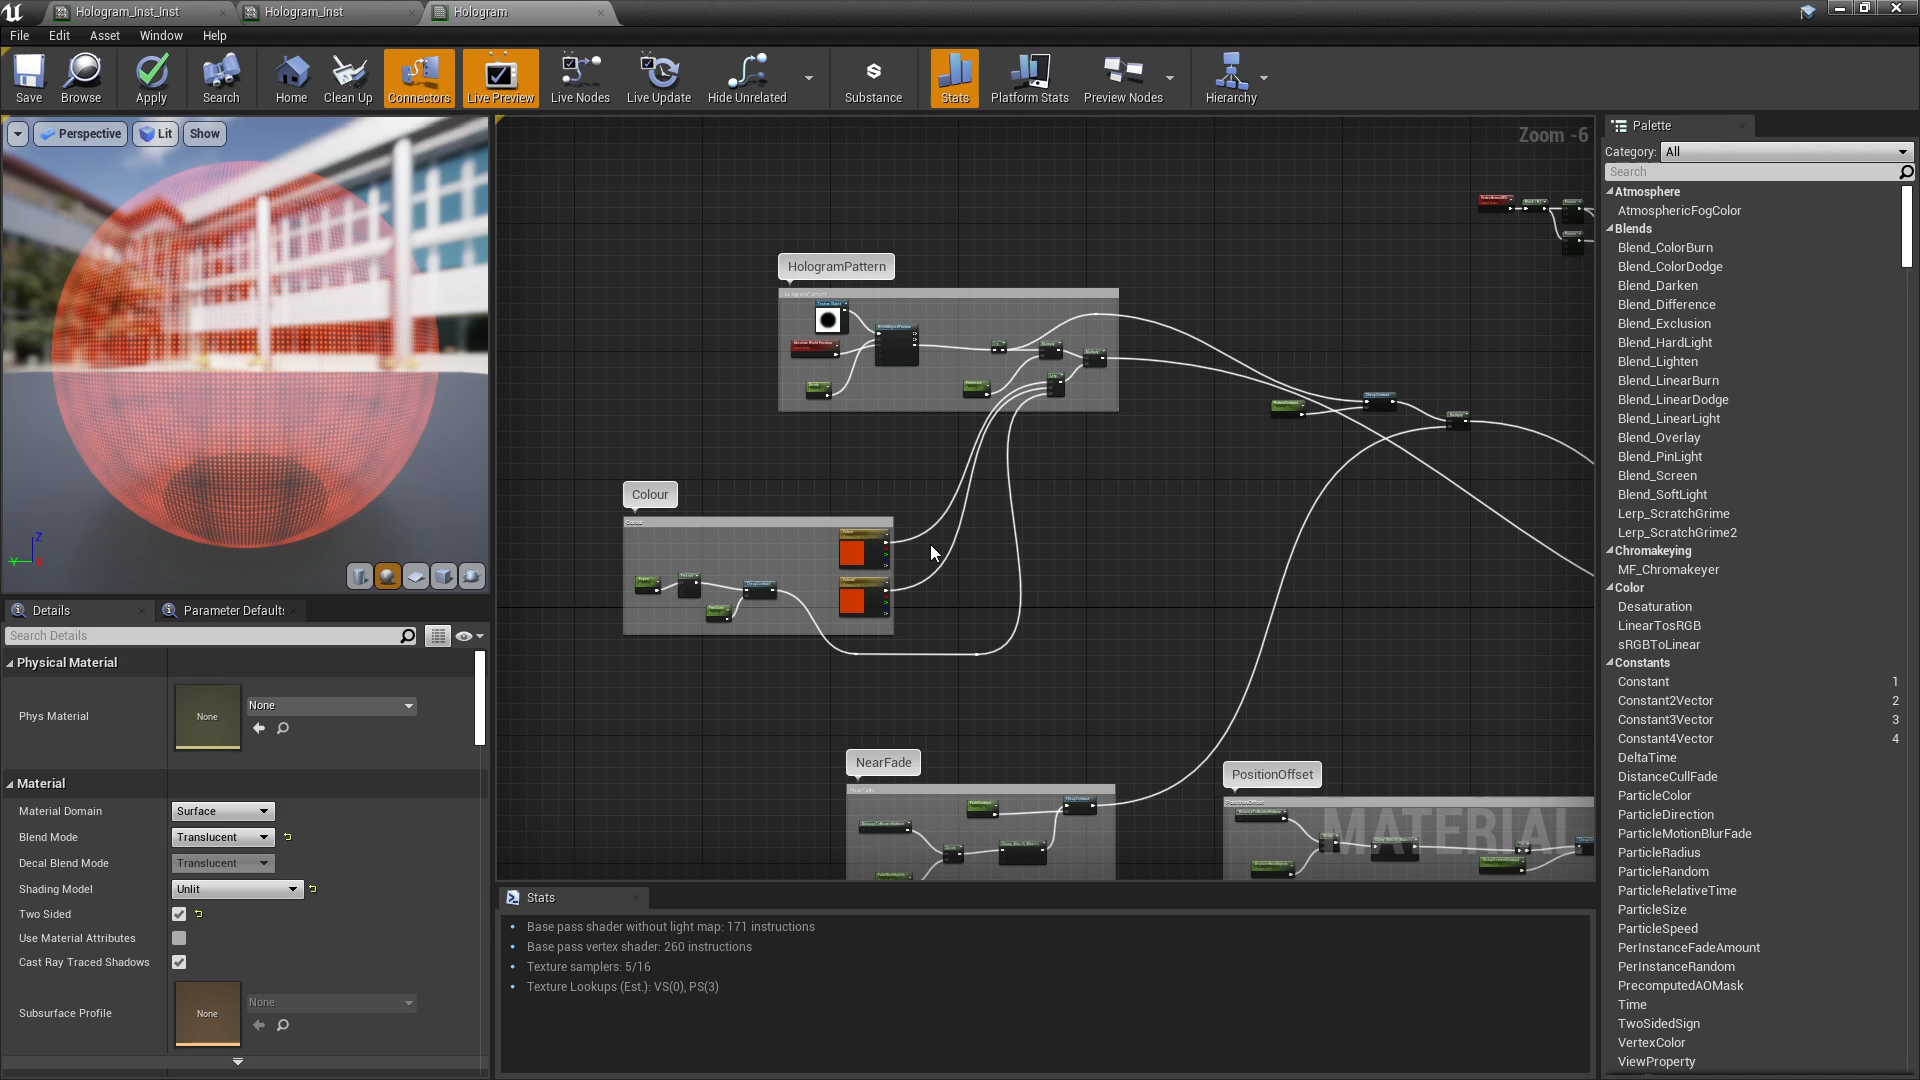 Hologram_Inst_Inst
Hologram_Inst
Hologram
File
Edit
Asset
Window
Help
Save
Browse
Apply
Search
Home
Clean Up
Connectors
Live Preview
Live Nodes
Live Update
Hide Unrelated
Substance
Stats
Platform Stats
Preview Nodes
Hierarchy
Perspective
Lit
Show
Z
Y
Zoom -6
HologramPattern
Colour
Colour
NearFade
NearFade
PositionOffset
PositionOffset
MATERIAL
Details
Parameter Defaults
Search Details
Physical Material
Phys Material
None
None
Material
Material Domain
Surface
Blend Mode
Translucent
Decal Blend Mode
Translucent
Shading Model
Unlit
Two Sided
Use Material Attributes
Cast Ray Traced Shadows
Subsurface Profile
None
None
Stats
Base pass shader without light map: 171 instructions
Base pass vertex shader: 260 instructions
Texture samplers: 5/16
Texture Lookups (Est.): VS(0), PS(3)
Palette
Category:
All
Search
Atmosphere
AtmosphericFogColor
Blends
Blend_ColorBurn
Blend_ColorDodge
Blend_Darken
Blend_Difference
Blend_Exclusion
Blend_HardLight
Blend_Lighten
Blend_LinearBurn
Blend_LinearDodge
Blend_LinearLight
Blend_Overlay
Blend_PinLight
Blend_Screen
Blend_SoftLight
Lerp_ScratchGrime
Lerp_ScratchGrime2
Chromakeying
MF_Chromakeyer
Color
Desaturation
LinearTosRGB
sRGBToLinear
Constants
Constant 1
Constant2Vector 2
Constant3Vector 3
Constant4Vector 4
DeltaTime
DistanceCullFade
ParticleColor
ParticleDirection
ParticleMotionBlurFade
ParticleRadius
ParticleRandom
ParticleRelativeTime
ParticleSize
ParticleSpeed
PerInstanceFadeAmount
PerInstanceRandom
PrecomputedAOMask
Time
TwoSidedSign
VertexColor
ViewProperty